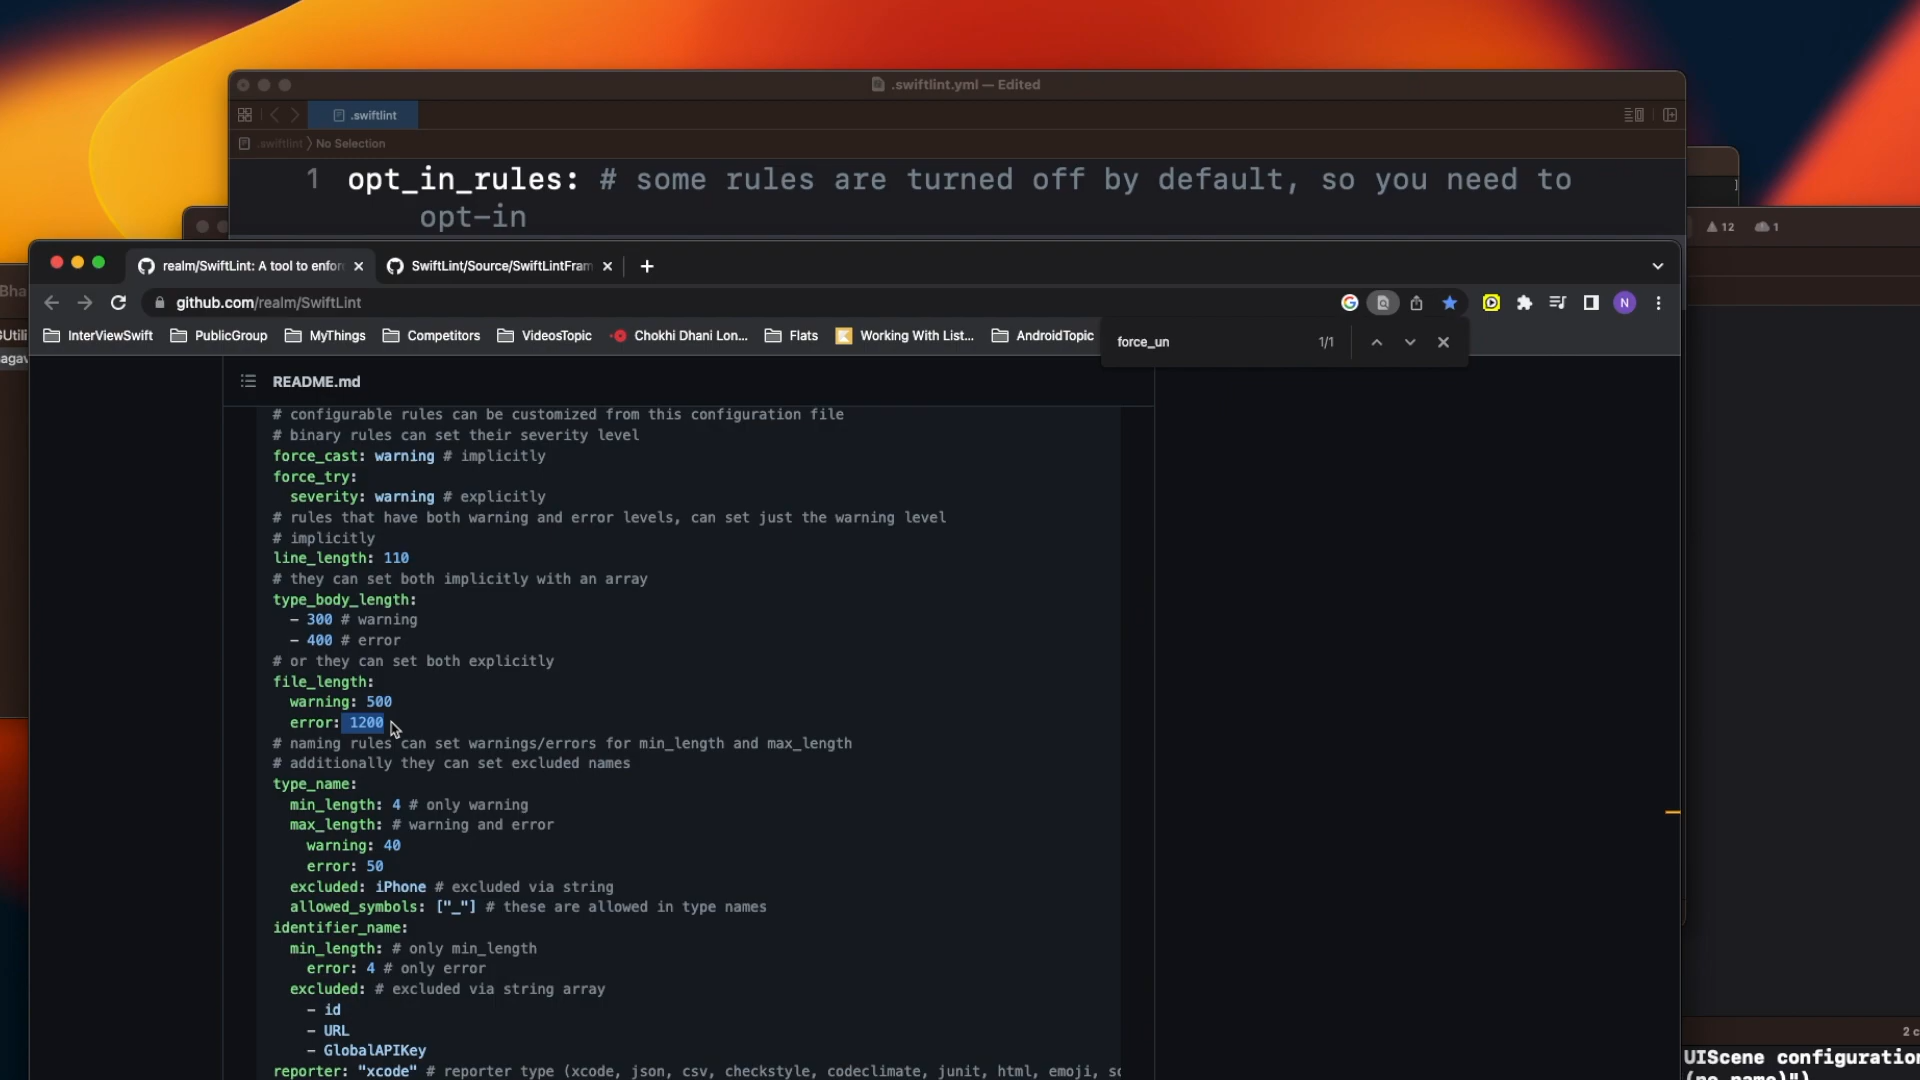 .swiftlint.yml — Edited
.swiftlint
.swiftlint 〉 No Selection
1 opt_in_rules: # some rules are turned off by default, so you need to
opt-in
12 1
realm/SwiftLint: A tool to enfor
SwiftLint/Source/SwiftLintFram
Bha
github.com/realm/SwiftLint
N
GUtili
InterViewSwift PublicGroup MyThings Competitors VideosTopic Chokhi Dhani Lon... Flats Working With List... AndroidTopic
force_un 1/1
agav
README.md
# configurable rules can be customized from this configuration file
# binary rules can set their severity level
force_cast: warning # implicitly
force_try:
severity: warning # explicitly
# rules that have both warning and error levels, can set just the warning level
# implicitly
line_length: 110
# they can set both implicitly with an array
type_body_length:
- 300 # warning
- 400 # error
# or they can set both explicitly
file_length:
warning: 500
error: 1200
# naming rules can set warnings/errors for min_length and max_length
# additionally they can set excluded names
type_name:
min_length: 4 # only warning
max_length: # warning and error
warning: 40
error: 50
excluded: iPhone # excluded via string
allowed_symbols: ["_"] # these are allowed in type names
identifier_name:
min_length: # only min_length
error: 4 # only error
excluded: # excluded via string array
- id
- URL
- GlobalAPIKey
reporter: "xcode" # reporter type (xcode, json, csv, checkstyle, codeclimate, junit, html, emoji, so
2 c
UIScene configuration
(no name)")